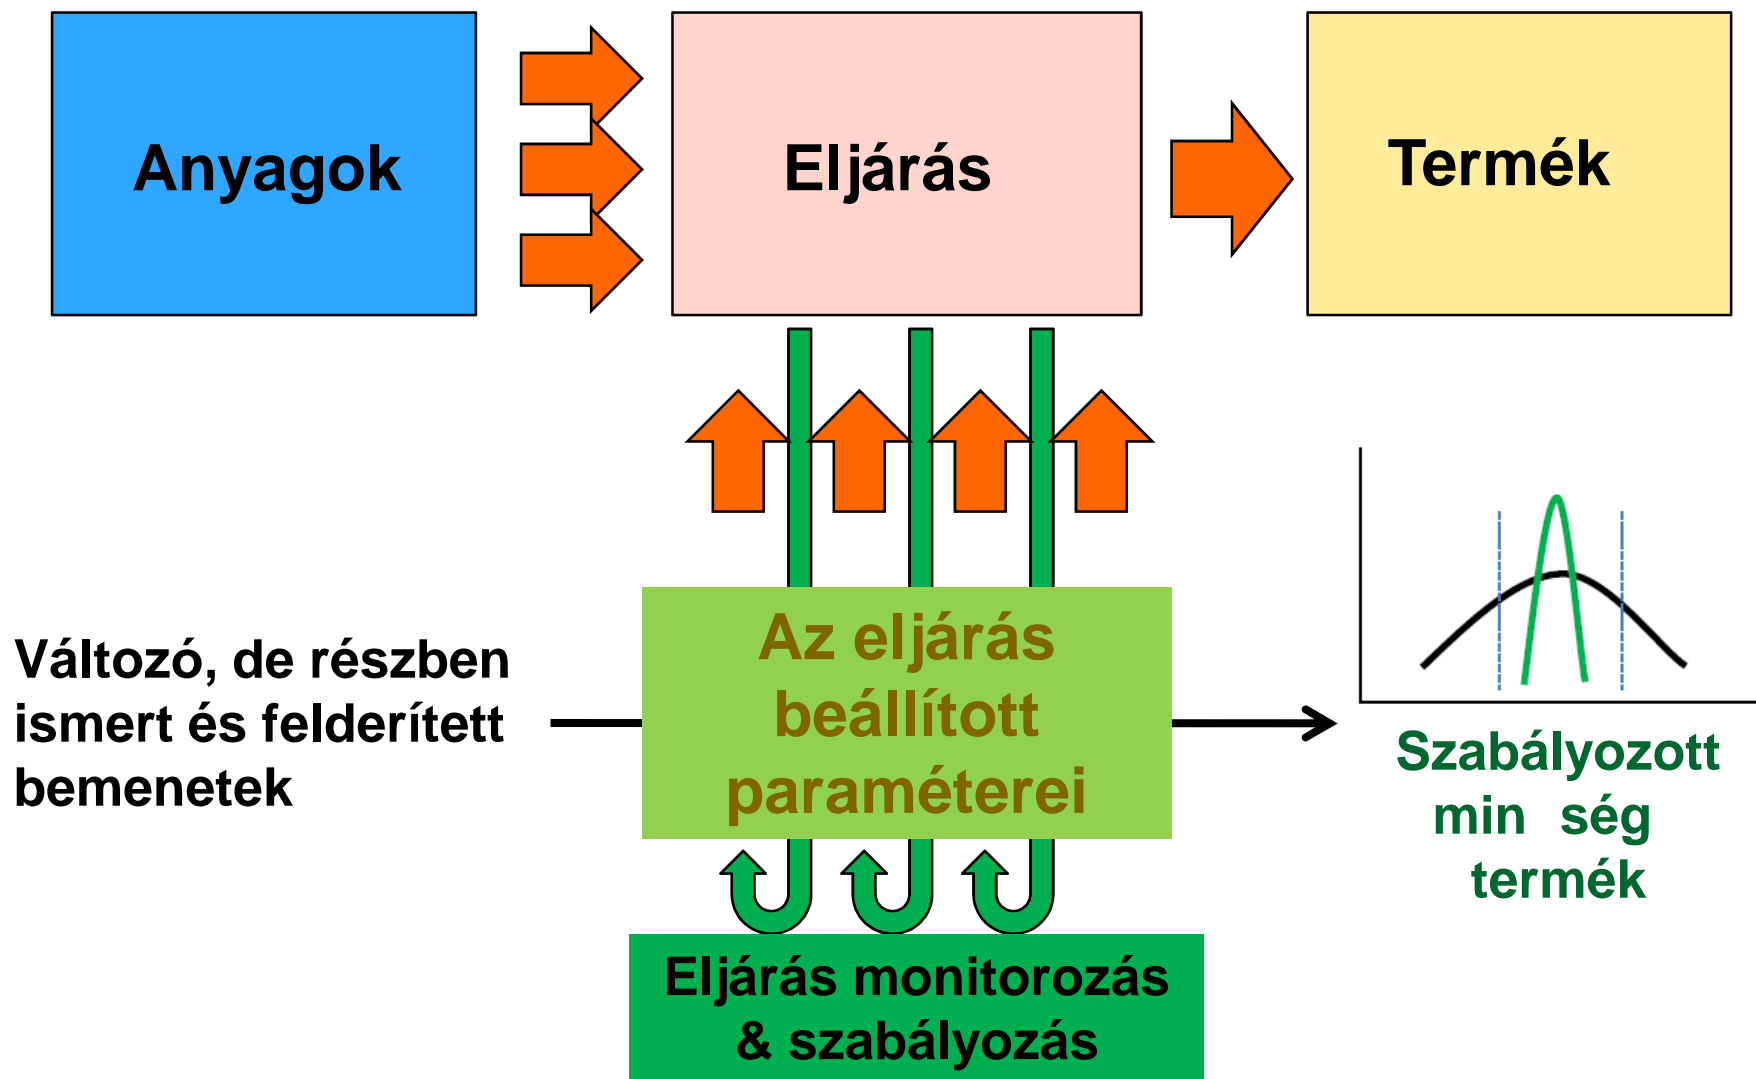 Anyagok
Eljárás
Termék
Változó, de részben
ismert és felderített
bemenetek
Az eljárás
beállított
paraméterei
Szabályozott
min ség
termék
Eljárás monitorozás
& szabályozás